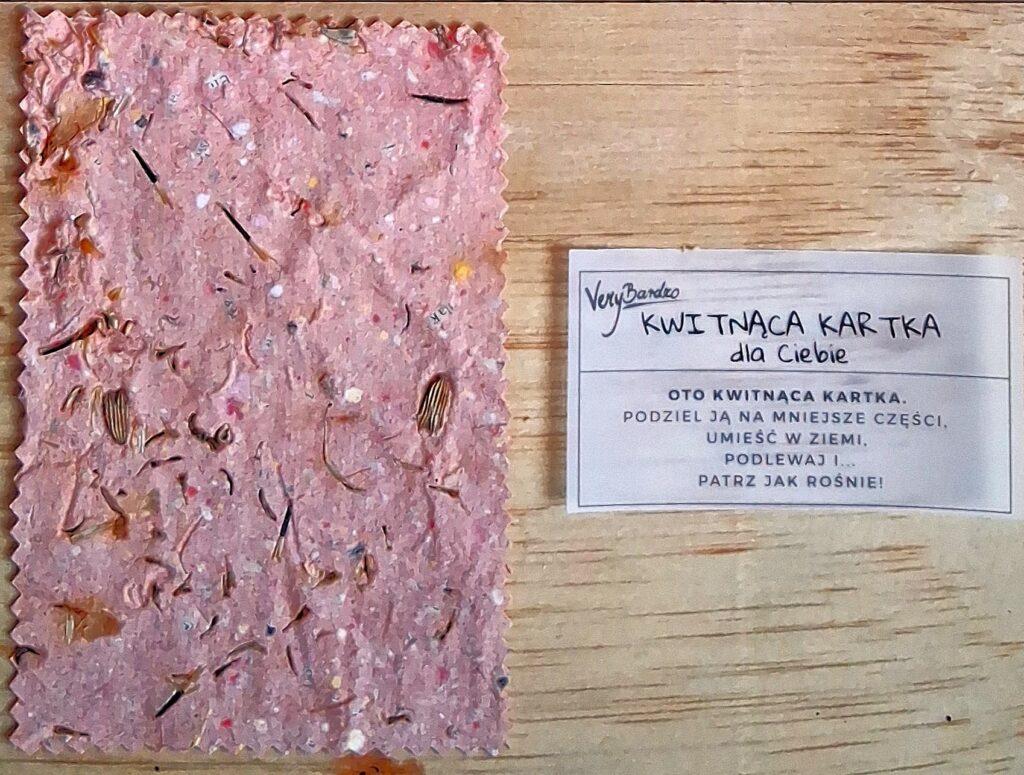 VeryBardzo
KWITNĄCA KARTKA
dla Ciebie
OTO KWITNĄCA KARTKA.
PODZIEL JĄ NA MNIEJSZE CZĘŚCI,
UMIEŚĆ W ZIEMI,
PODLEWAJ I...
PATRZ JAK ROŚNIE!